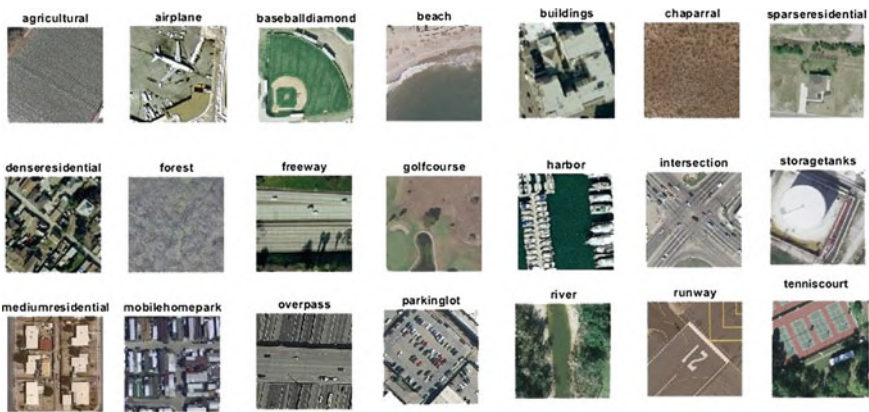 agricultural
airplane
baseballdiamond
beach
buildings
chaparral
sparseresidential
denseresidential
forest
freeway
golfcourse
harbor
intersection
storagetanks
mediumresidential
mobilehomepark
overpass
parkinglot
river
runway
tenniscourt
12